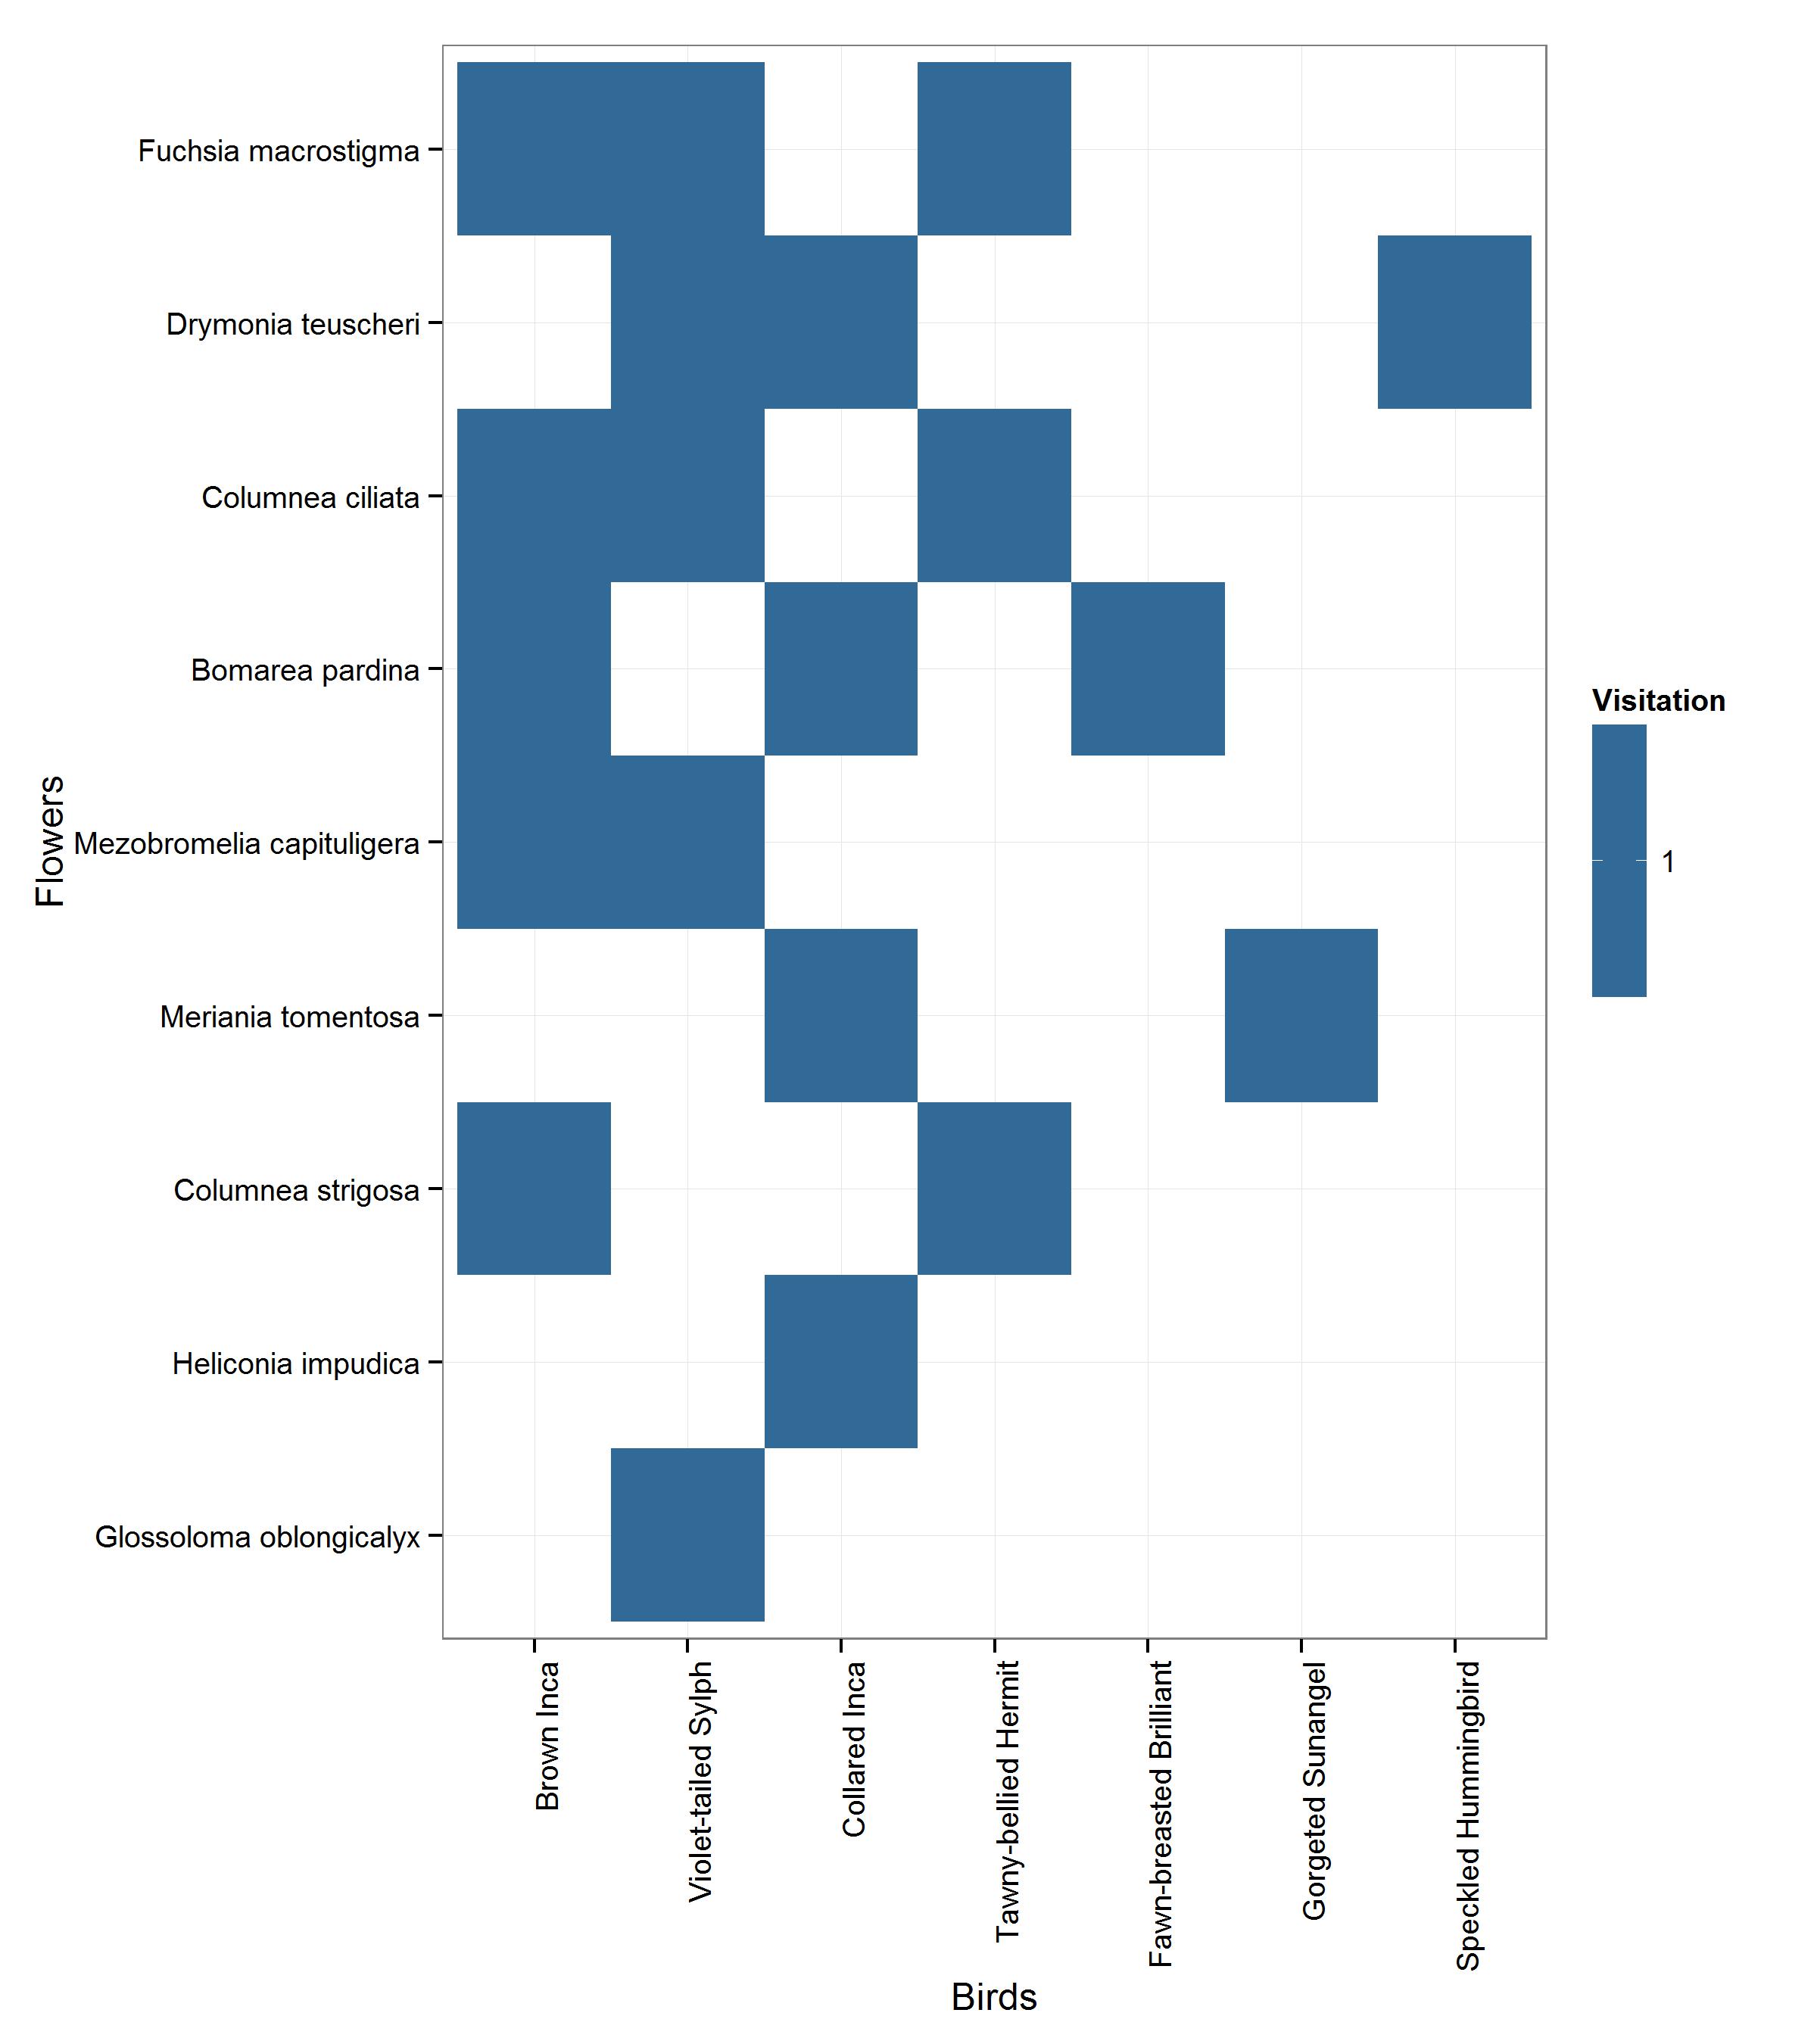 Fuchsia macrostigma
Drymonia teuscheri
Columnea ciliata
Bomarea pardina
Mezobromelia capituligera
Meriania tomentosa
Columnea strigosa
Heliconia impudica
Glossoloma oblongicalyx
Flowers
Visitation
1
Brown Inca
Violet-tailed Sylph
Collared Inca
Tawny-bellied Hermit
Fawn-breasted Brilliant
Gorgeted Sunangel
Speckled Hummingbird
Birds